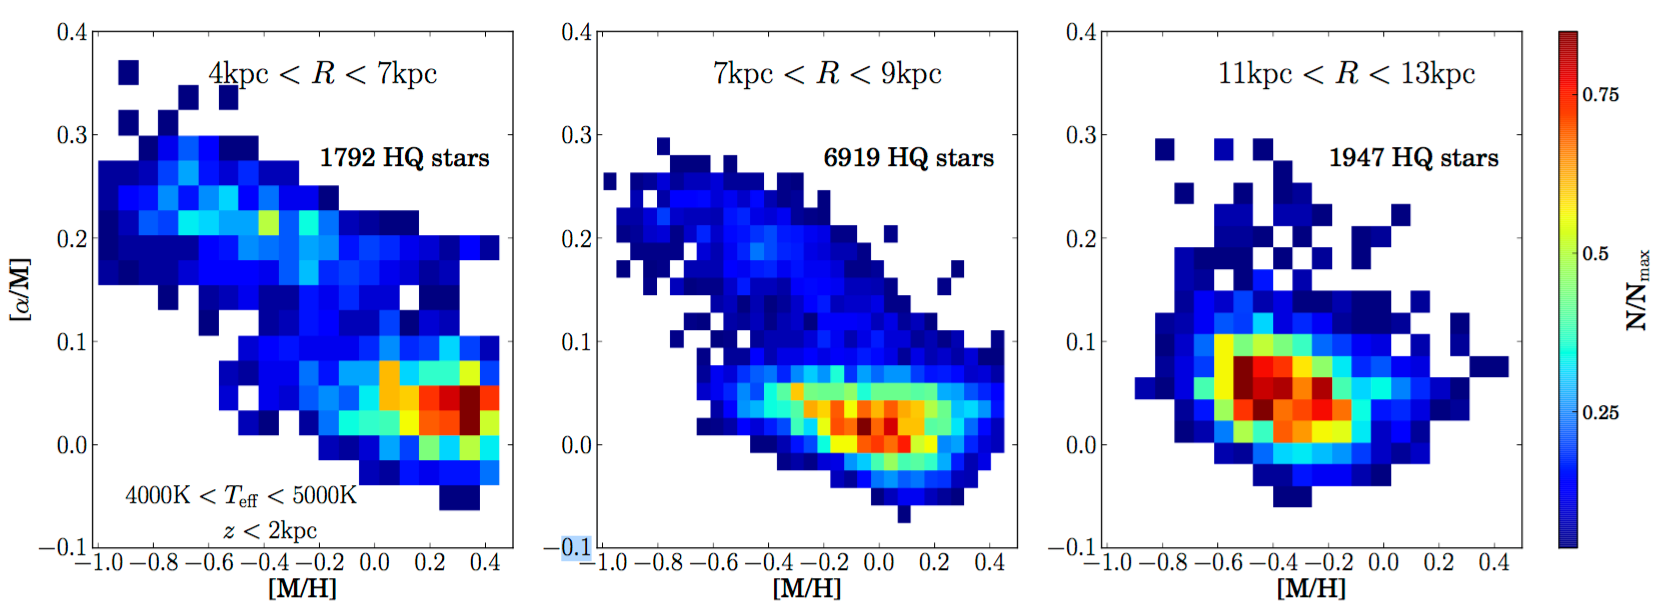 0.4
0.3
0.2
0.1
0.0
−0.1
[α/M]
4kpc < R < 7kpc
1792 HQ stars
4000K < Teff < 5000K
z < 2kpc
−1.0 −0.8 −0.6 −0.4 −0.2 0.0 0.2 0.4
[M/H]
0.4
0.3
0.2
0.1
0.0
−0.1
7kpc < R < 9kpc
6919 HQ stars
−1.0 −0.8 −0.6 −0.4 −0.2 0.0 0.2 0.4
[M/H]
0.4
0.3
0.2
0.1
0.0
−0.1
11kpc < R < 13kpc
1947 HQ stars
−1.0 −0.8 −0.6 −0.4 −0.2 0.0 0.2 0.4
[M/H]
0.75
0.5
0.25
N/Nmax